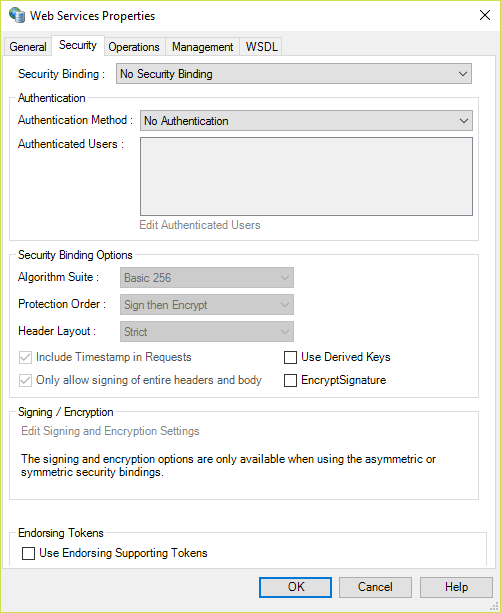 Web Services Properties
General Security Operations Management WSDL
Security Binding : No Security Binding
Authentication
Authentication Method : No Authentication
Authenticated Users :
Edit Authenticated Users
Security Binding Options
Algorithm Suite : Basic 256
Protection Order : Sign then Encrypt
Header Layout : Strict
Include Timestamp in Requests Use Derived Keys
Only allow signing of entire headers and body EncryptSignature
Signing / Encryption
Edit Signing and Encryption Settings
The signing and encryption options are only available when using the asymmetric or
symmetric security bindings.
Endorsing Tokens
Use Endorsing Supporting Tokens
OK Cancel Help